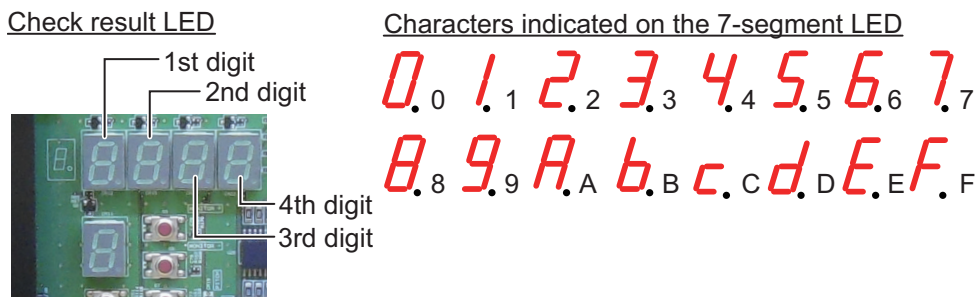 Check result LED
1st digit
2nd digit
4th digit
3rd digit
Characters indicated on the 7-segment LED
0. 0 1. 1 2. 2 3. 3 4. 4 5. 5 6. 6 7. 7
8. 8 9. 9 A. A b. B c. C d. D E. E F. F
MONITOR